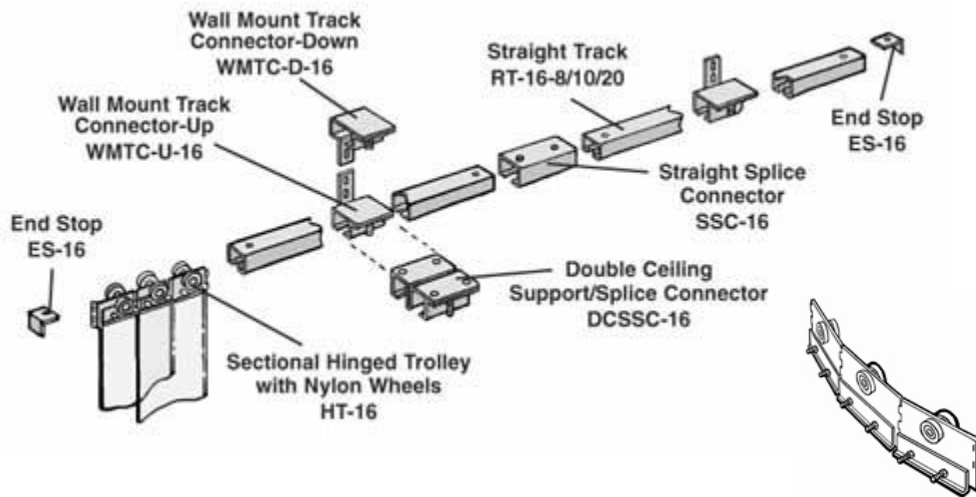 Wall Mount Track
Connector-Down
WMTC-D-16
Wall Mount Track
Connector-Up
WMTC-U-16
Straight Track
RT-16-8/10/20
End Stop
ES-16
Straight Splice
Connector
SSC-16
End Stop
ES-16
Double Ceiling
Support/Splice Connector
DCSSC-16
Sectional Hinged Trolley
with Nylon Wheels
HT-16